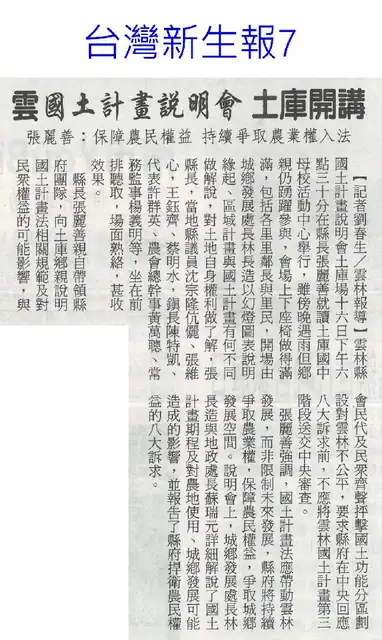 台灣新生報7
雲國土計畫說明會 土庫開講
張麗善：保障農民權益 持續爭取農業權入法
【記者劉春生／雲林報導】雲林縣
國土計畫說明會土庫場十六日下午六
點三十分在縣長張麗善就讀土庫國中
母校活動中心舉行，雖傍晚遇雨但鄉
親仍踴躍參與，會場上下座椅做得滿
滿，包括各里里鄰長與里民，開場由
城鄉發展處長林長造以幻燈圖表說明
緣起、區域計畫與國土計畫有何不同
做解說，對土地自身權利做了解，張
縣長，當地縣議員沈宗隆伉儷、張維
心，王鈺齊、蔡明水，鎮長陳特凱、
代表許群英、農會總幹事黃萬聰、常
務監事楊義明等，坐在前
排聽取，場面熱絡，甚收
效果。
縣長張麗善親自帶領縣
府團隊，向土庫鄉親說明
國土計畫法相關規範及對
民眾權益的可能影響，與
會民代及民眾齊聲抨擊國土功能分區劃
設對雲林不公平，要求縣府在中央回應
八大訴求前，不應將雲林國土計畫第三
階段送交中央審查。
張麗善強調，國土計畫法應帶動雲林
發展，而非限制未來發展，縣府將持續
爭取農業權，保障農民權益，爭取城鄉
發展空間。說明會上，城鄉發展處長林
長造與地政處長蘇瑞元詳細解說了國土
計畫期程及對農地使用、城鄉發展可能
造成的影響，並報告了縣府捍衛農民權
益的八大訴求。